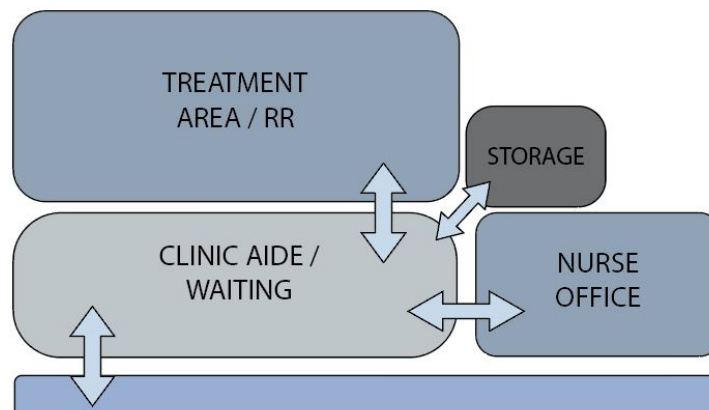 TREATMENT
AREA / RR
STORAGE
CLINIC AIDE /
WAITING
NURSE
OFFICE